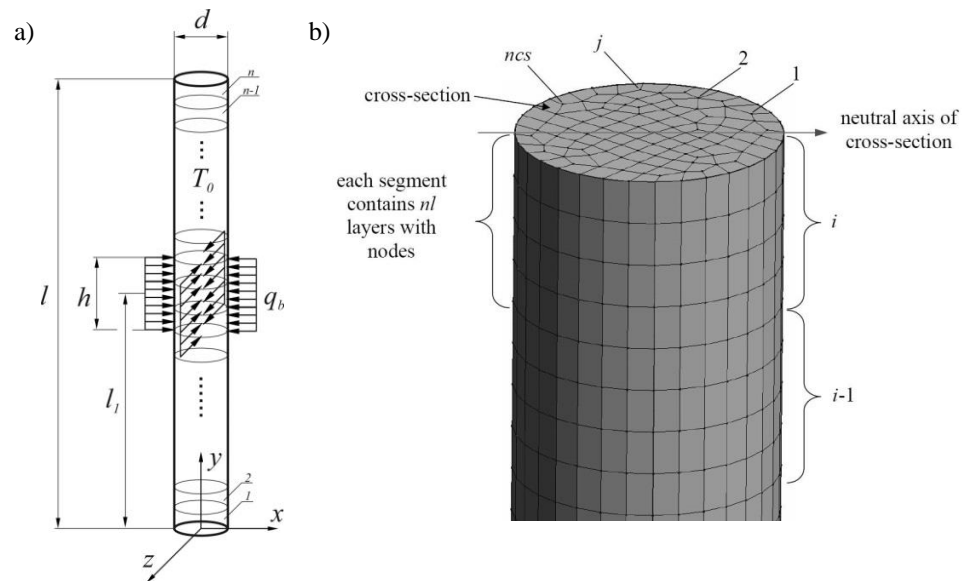 a)
d
n
n-1
T0
l
h
qb
l1
y
2
1
x
z
b)
j
ncs
2
1
cross-section
neutral axis of
cross-section
each segment
contains nl
layers with
nodes
i
i-1